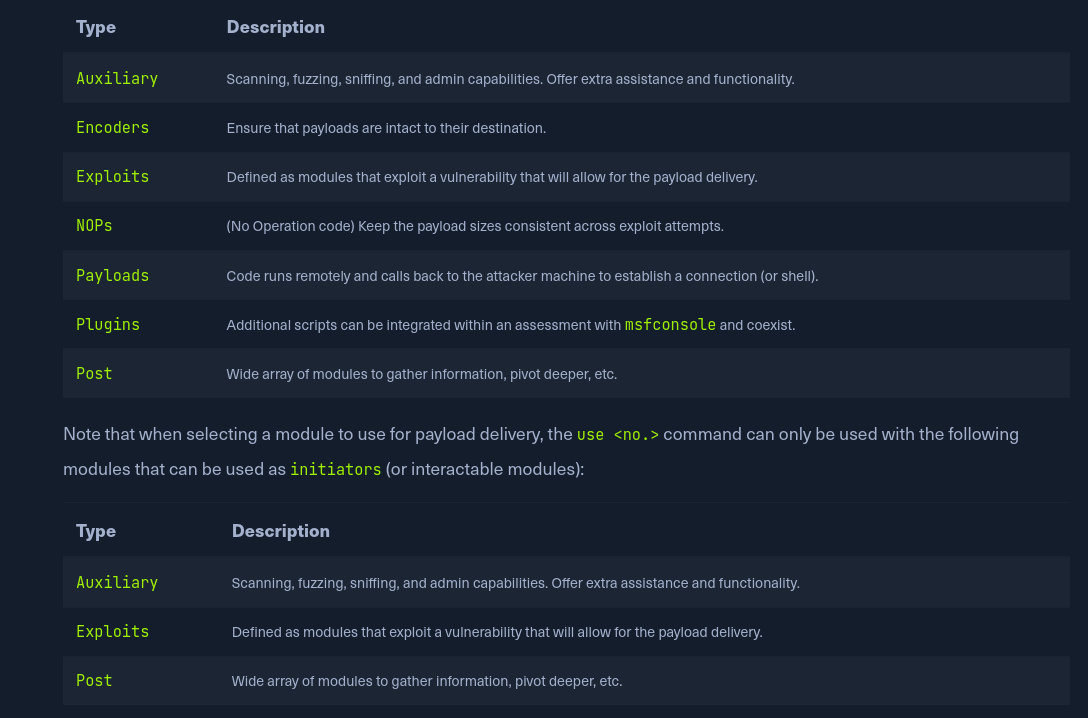 Type Description
Auxiliary Scanning, fuzzing, sniffing, and admin capabilities. Offer extra assistance and functionality.
Encoders Ensure that payloads are intact to their destination.
Exploits Defined as modules that exploit a vulnerability that will allow for the payload delivery.
NOPs (No Operation code) Keep the payload sizes consistent across exploit attempts.
Payloads Code runs remotely and calls back to the attacker machine to establish a connection (or shell).
Plugins Additional scripts can be integrated within an assessment with msfconsole and coexist.
Post Wide array of modules to gather information, pivot deeper, etc.
Note that when selecting a module to use for payload delivery, the use <no.> command can only be used with the following
modules that can be used as initiators (or interactable modules):
Type Description
Auxiliary Scanning, fuzzing, sniffing, and admin capabilities. Offer extra assistance and functionality.
Exploits Defined as modules that exploit a vulnerability that will allow for the payload delivery.
Post Wide array of modules to gather information, pivot deeper, etc.